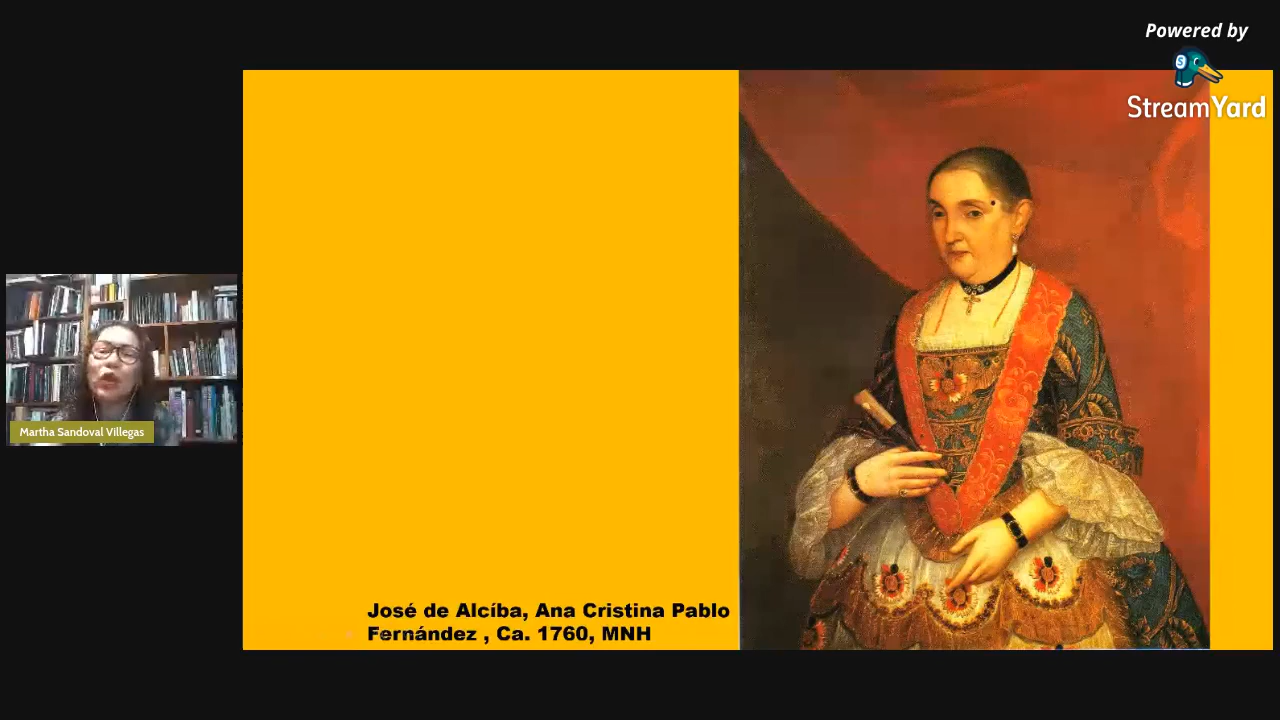 Powered by
StreamYard
Martha Sandoval Villegas
José de Alcíba, Ana Cristina Pablo
Fernández , Ca. 1760, MNH